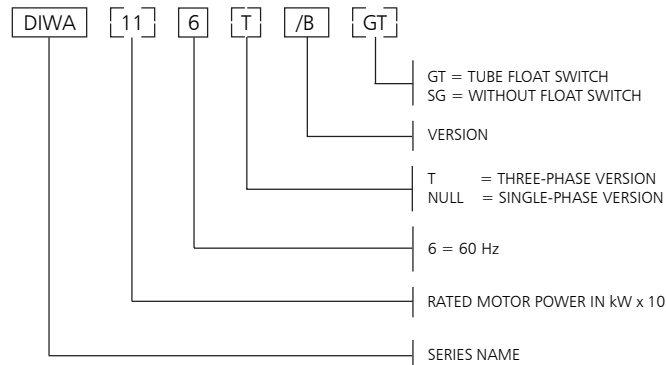 DIWA 11 6 T /B GT
GT = TUBE FLOAT SWITCH
SG = WITHOUT FLOAT SWITCH
VERSION
T = THREE-PHASE VERSION
NULL = SINGLE-PHASE VERSION
6 = 60 Hz
RATED MOTOR POWER IN kW x 10
SERIES NAME